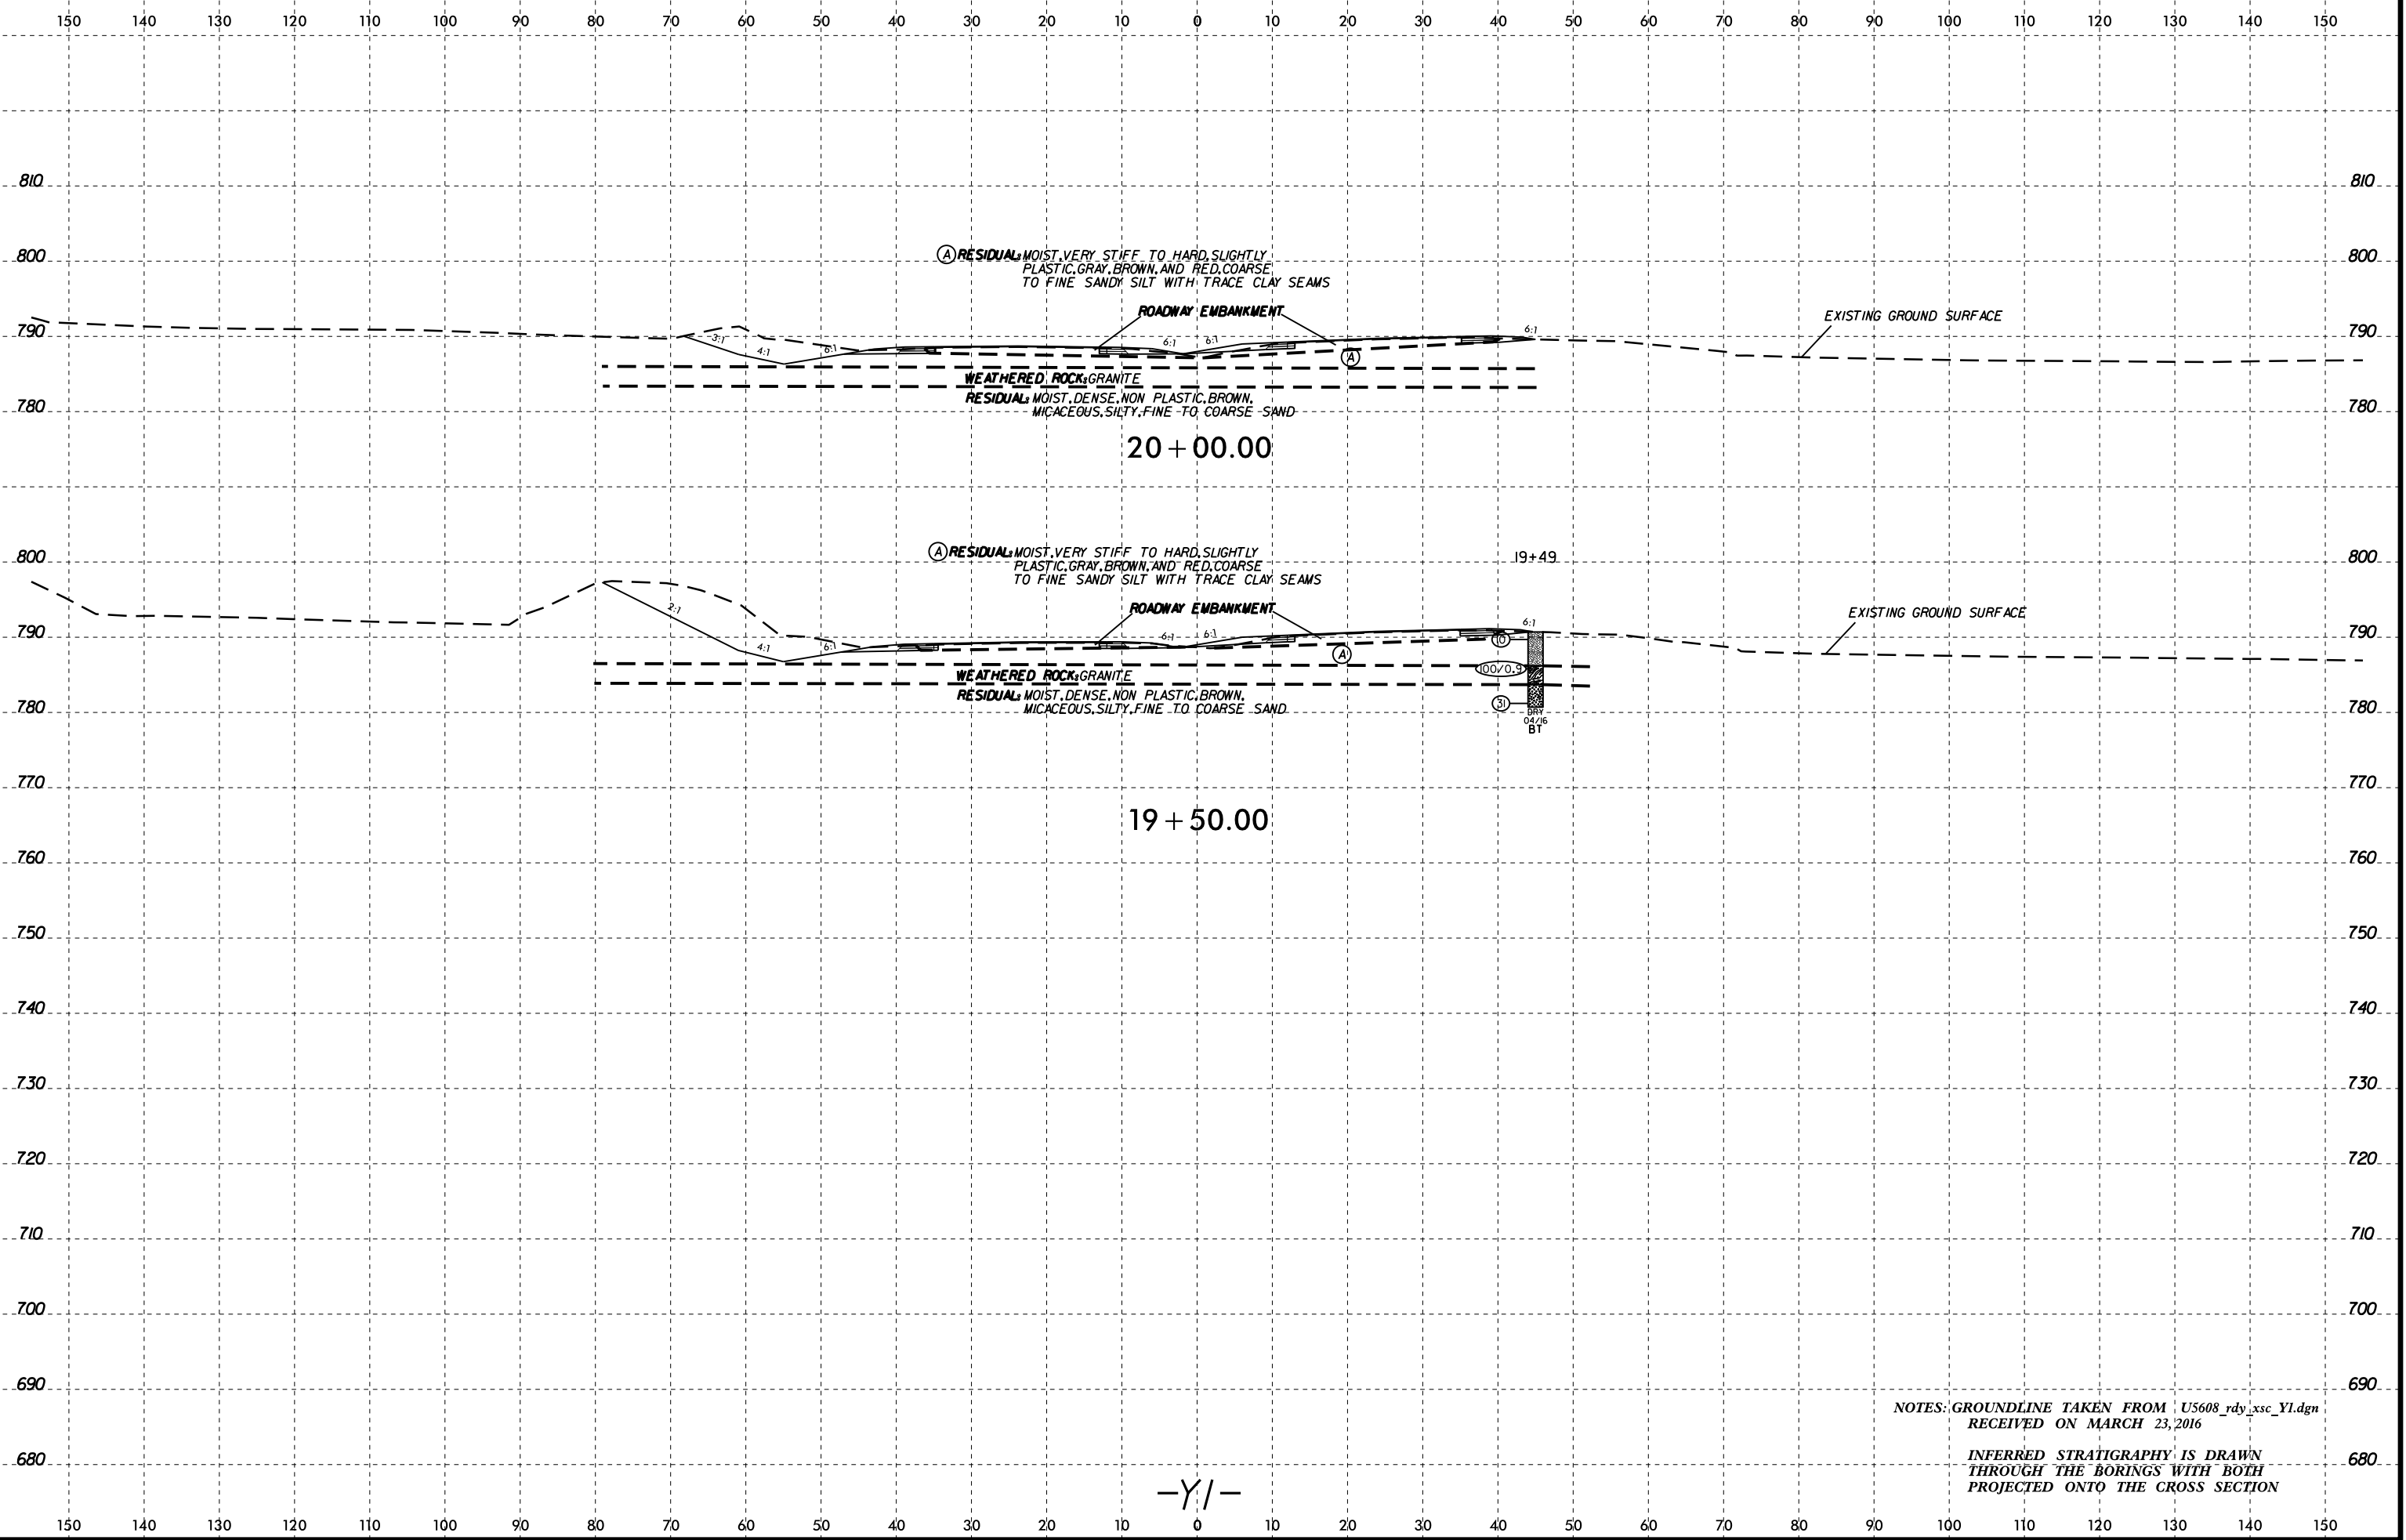 150 140 130 120 110 100 90 80 70 60 50 40 30 20 10 0 10 20 30 40 50 60 70 80 90 100 110 120 130 140 150
810 810
800 800
Ⓐ RESIDUAL: MOIST, VERY STIFF TO HARD, SLIGHTLY
PLASTIC, GRAY, BROWN, AND RED, COARSE
TO FINE SANDY SILT WITH TRACE CLAY SEAMS
ROADWAY EMBANKMENT
EXISTING GROUND SURFACE
790 790
3:1 4:1 6:1 6:1 6:1 6:1
Ⓐ
WEATHERED ROCK: GRANITE
RESIDUAL: MOIST, DENSE, NON PLASTIC, BROWN,
MICACEOUS, SILTY, FINE TO COARSE SAND
780 780
20+00.00
800 800
Ⓐ RESIDUAL: MOIST, VERY STIFF TO HARD, SLIGHTLY
PLASTIC, GRAY, BROWN, AND RED, COARSE
TO FINE SANDY SILT WITH TRACE CLAY SEAMS
19+49
ROADWAY EMBANKMENT
EXISTING GROUND SURFACE
790 790
2:1 4:1 6:1 6:1 6:1 6:1
10
Ⓐ
100/0.9
WEATHERED ROCK: GRANITE
RESIDUAL: MOIST, DENSE, NON PLASTIC, BROWN,
MICACEOUS, SILTY, FINE TO COARSE SAND
31
780 780
DRY
04/16
BT
770 770
19+50.00
760 760
750 750
740 740
730 730
720 720
710 710
700 700
690 690
NOTES: GROUNDLINE TAKEN FROM U5608_rdy_xsc_Y1.dgn
RECEIVED ON MARCH 23, 2016
INFERRED STRATIGRAPHY IS DRAWN
THROUGH THE BORINGS WITH BOTH
PROJECTED ONTO THE CROSS SECTION
680 680
-Y1-
150 140 130 120 110 100 90 80 70 60 50 40 30 20 10 0 10 20 30 40 50 60 70 80 90 100 110 120 130 140 150